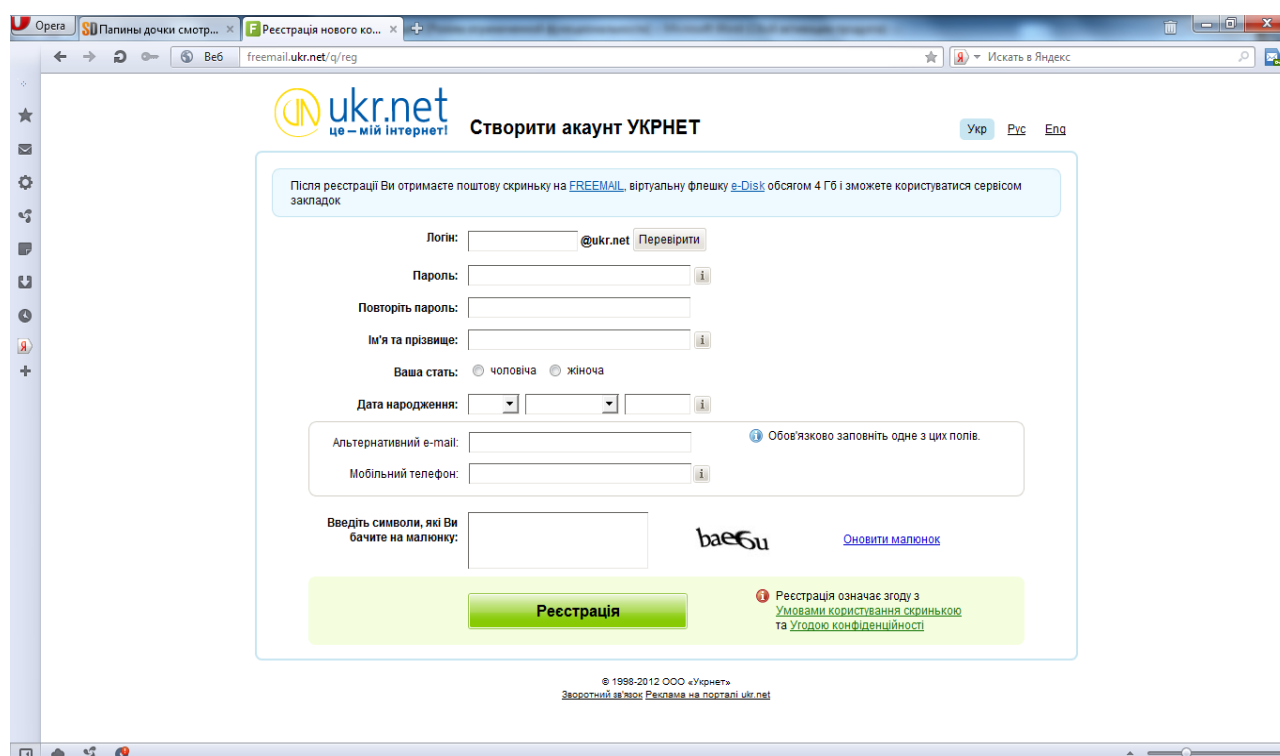 Opera
Папины дочки смотр...
Реєстрація нового ко...
Веб
freemail.ukr.net/q/reg
Искать в Яндекс
ukr.net
це – мій інтернет!
Створити акаунт УКРНЕТ
Укр Рус Eng
Після реєстрації Ви отримаєте поштову скриньку на FREEMAIL, віртуальну флешку e-Disk обсягом 4 Гб і зможете користуватися сервісом
закладок
Логін: @ukr.net Перевірити
Пароль:
Повторіть пароль:
Ім'я та прізвище:
Ваша стать: чоловіча жіноча
Дата народження:
Альтернативний e-mail:
Обов'язково заповніть одне з цих полів.
Мобільний телефон:
Введіть символи, які Ви
бачите на малюнку:
Оновити малюнок
Реєстрація
Реєстрація означає згоду з
Умовами користування скринькою
та Угодою конфіденційності
© 1998-2012 ООО «Укрнет»
Зворотний зв'язок Реклама на порталі ukr.net